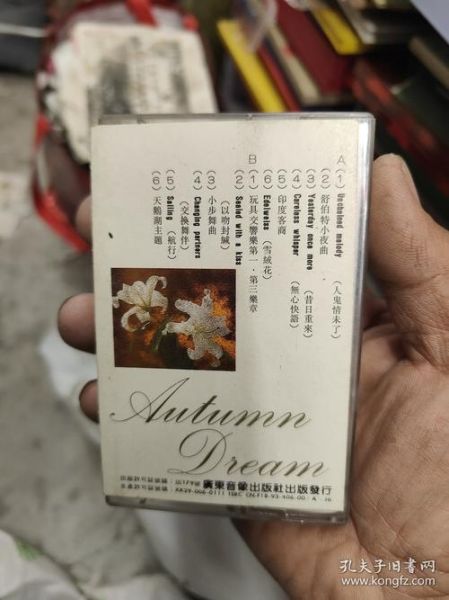 A
(1) Unchained melody
(人鬼情未了)
(2) 舒伯特小夜曲
(3) Yesterday once more
(昔日重來)
(4) Careless whisper
(無心快語)
(5) 印度客商
(6) Edelweiss (雪絨花)
B
(1) 玩具交響樂第一·第三樂章
(2) Sealed with a kiss
(以吻封緘)
(3) 小步舞曲
(4) Changing partners
(交換舞伴)
(5) Sailing (航行)
(6) 天鵝湖主題
Autumn
Dream
廣東音像出版社出版發行
孔夫子旧书网
www.kongfz.com